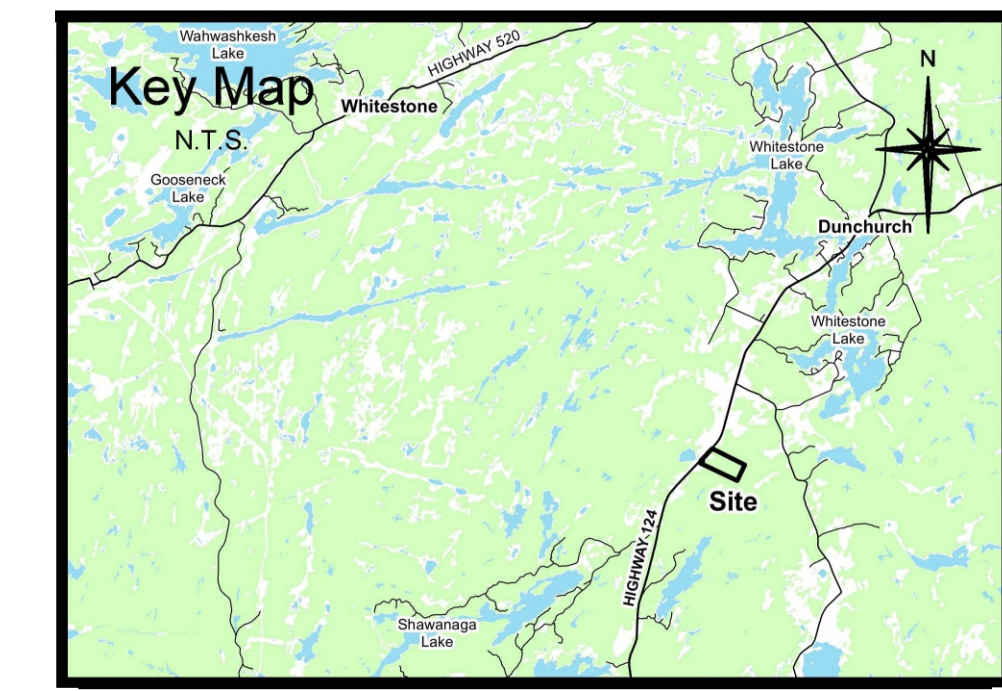 Wahwashkesh
Lake
Key Map
N.T.S.
HIGHWAY 520
Whitestone
N
Whitestone
Lake
Gooseneck
Lake
Dunchurch
Whitestone
Lake
Site
HIGHWAY 124
Shawanaga
Lake